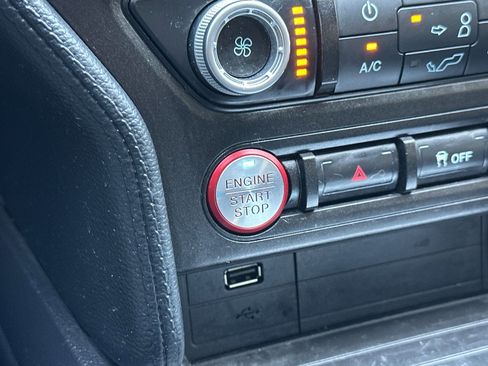 A/C
ENGINE
START
STOP
OFF